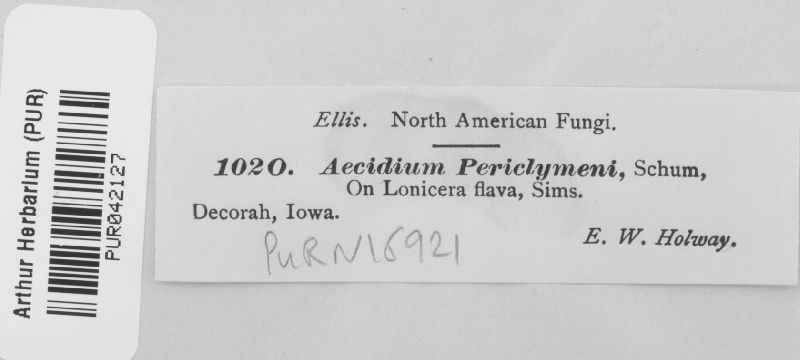 Arthur Herbarium (PUR)
PUR042127
Ellis. North American Fungi.
1020. Aecidium Periclymeni, Schum,
On Lonicera flava, Sims.
Decorah, Iowa.
E. W. Holway.
PURN16921